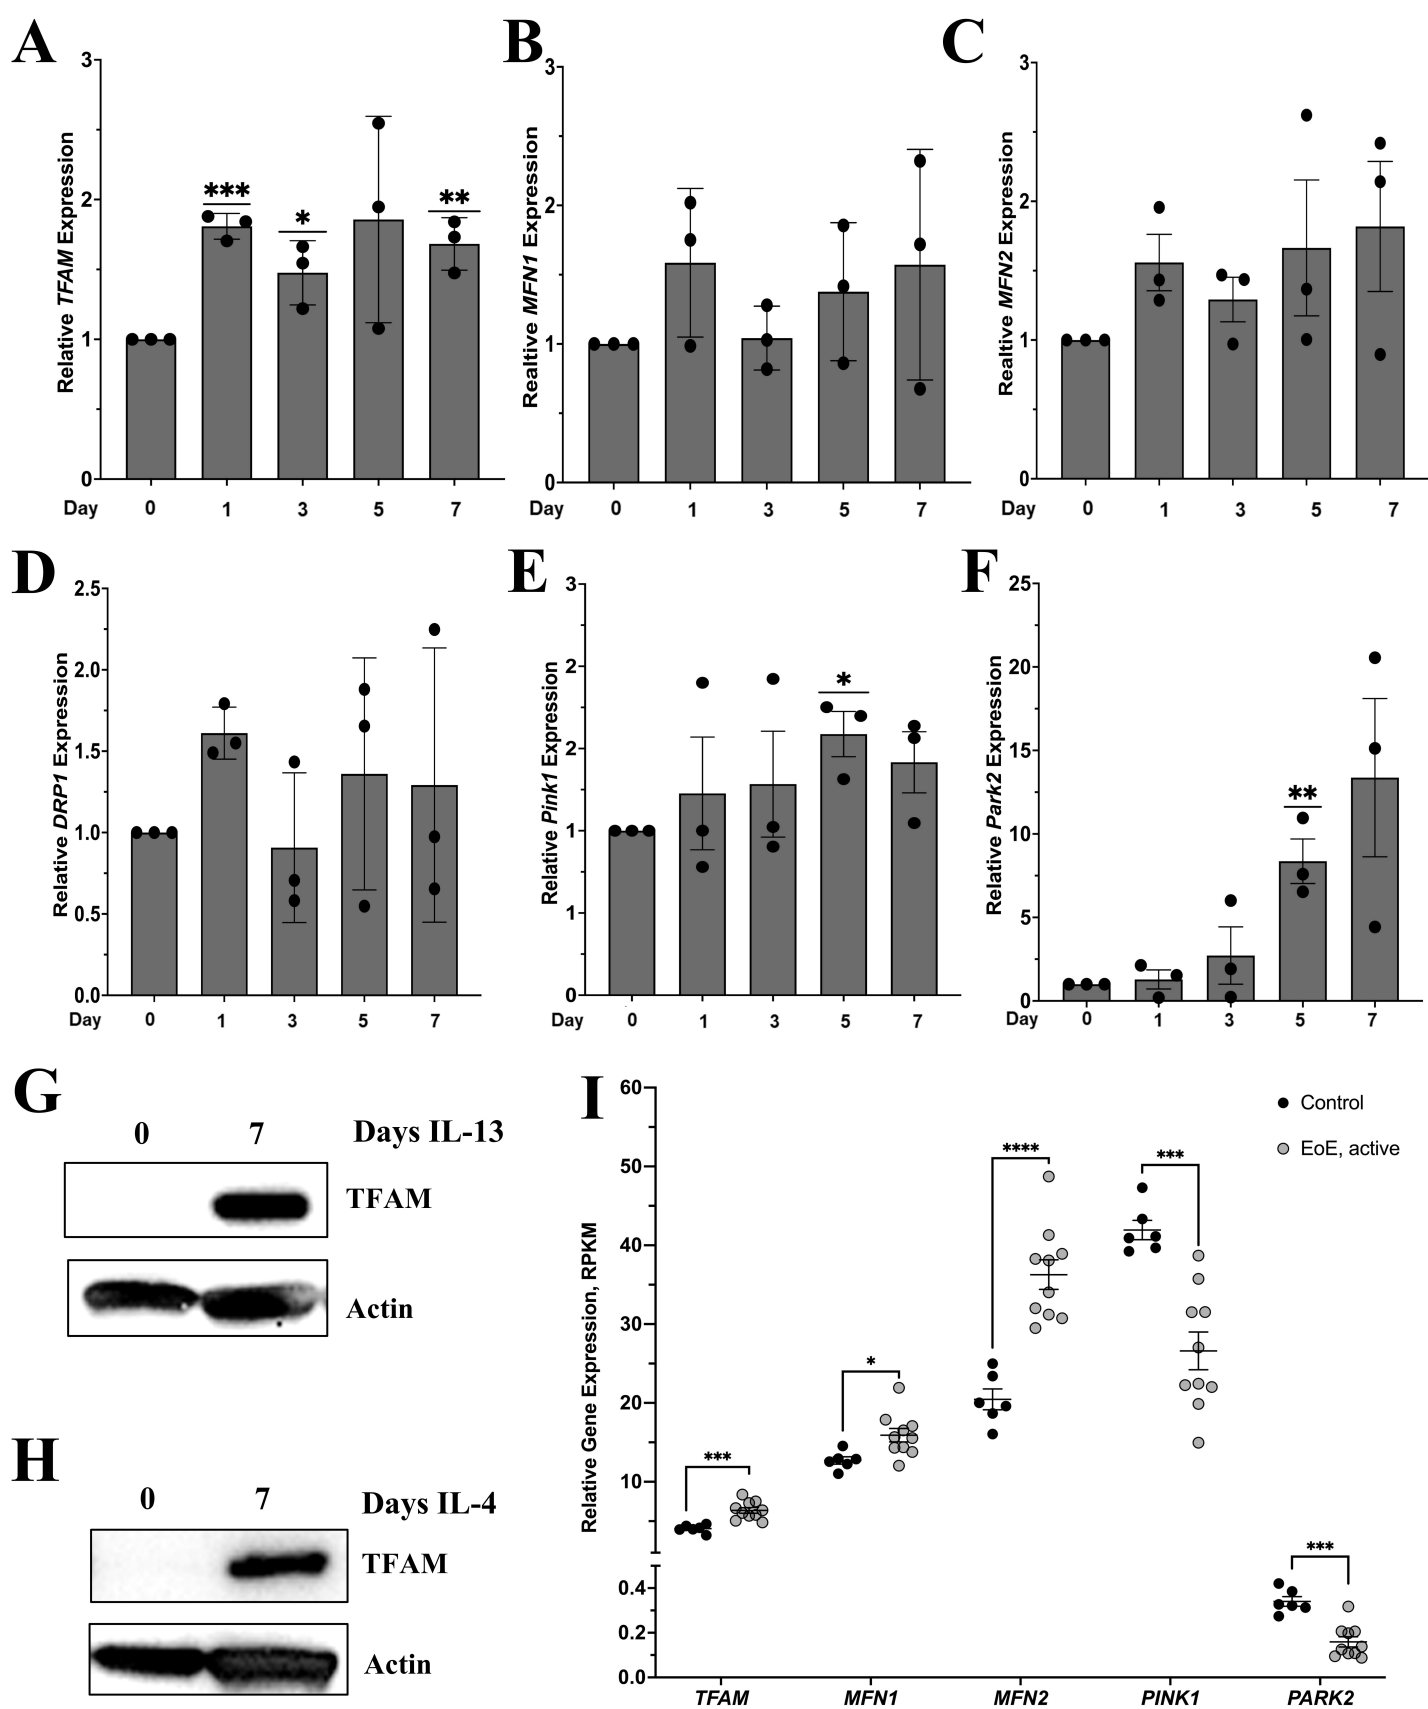 A
Relative TFAM Expression
3
2
1
0
***
*
**
Day 0 1 3 5 7
B
Realtive MFN1 Expression
3
2
1
0
Day 0 1 3 5 7
C
Realtive MFN2 Expression
3
2
1
0
Day 0 1 3 5 7
D
Relative DRP1 Expression
2.5
2.0
1.5
1.0
0.5
0.0
Day 0 1 3 5 7
E
Relative Pink1 Expression
3
2
2
1
1
0
*
Day 0 1 3 5 7
F
Relative Park2 Expression
25
20
15
10
5
0
**
Day 0 1 3 5 7
G
0 7 Days IL-13
TFAM
Actin
H
0 7 Days IL-4
TFAM
Actin
I
Relative Gene Expression, RPKM
60
50
40
30
20
10
0.4
0.2
0.0
Control
EoE, active
***
*
****
***
***
TFAM MFN1 MFN2 PINK1 PARK2